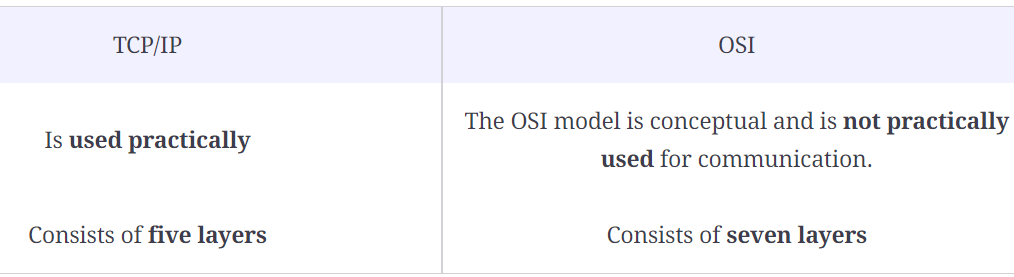 TCP/IP
OSI
Is used practically
The OSI model is conceptual and is not practically
used for communication.
Consists of five layers
Consists of seven layers